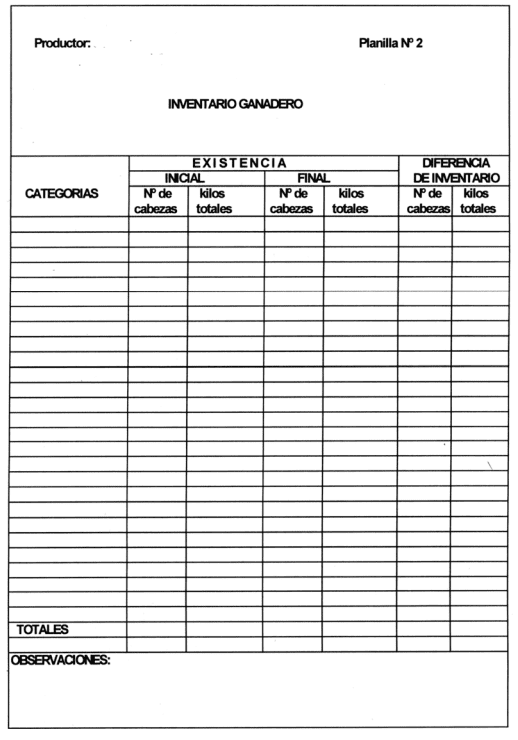 Productor: Planilla Nº 2
INVENTARIO GANADERO
EXISTENCIA DIFERENCIA
INICIAL FINAL DE INVENTARIO
CATEGORIAS Nº de kilos Nº de kilos Nº de kilos
cabezas totales cabezas totales cabezas totales
TOTALES
OBSERVACIONES: